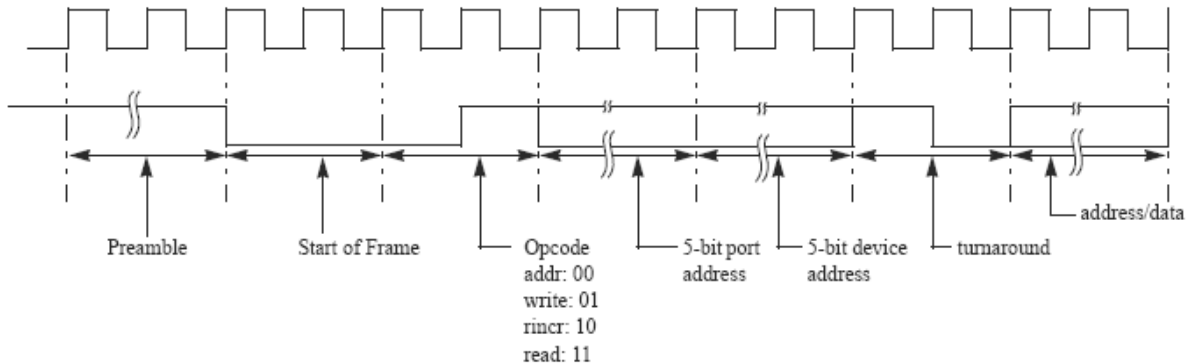 Preamble
Start of Frame
Opcode
addr: 00
write: 01
rincr: 10
read: 11
5-bit port
address
5-bit device
address
turnaround
address/data